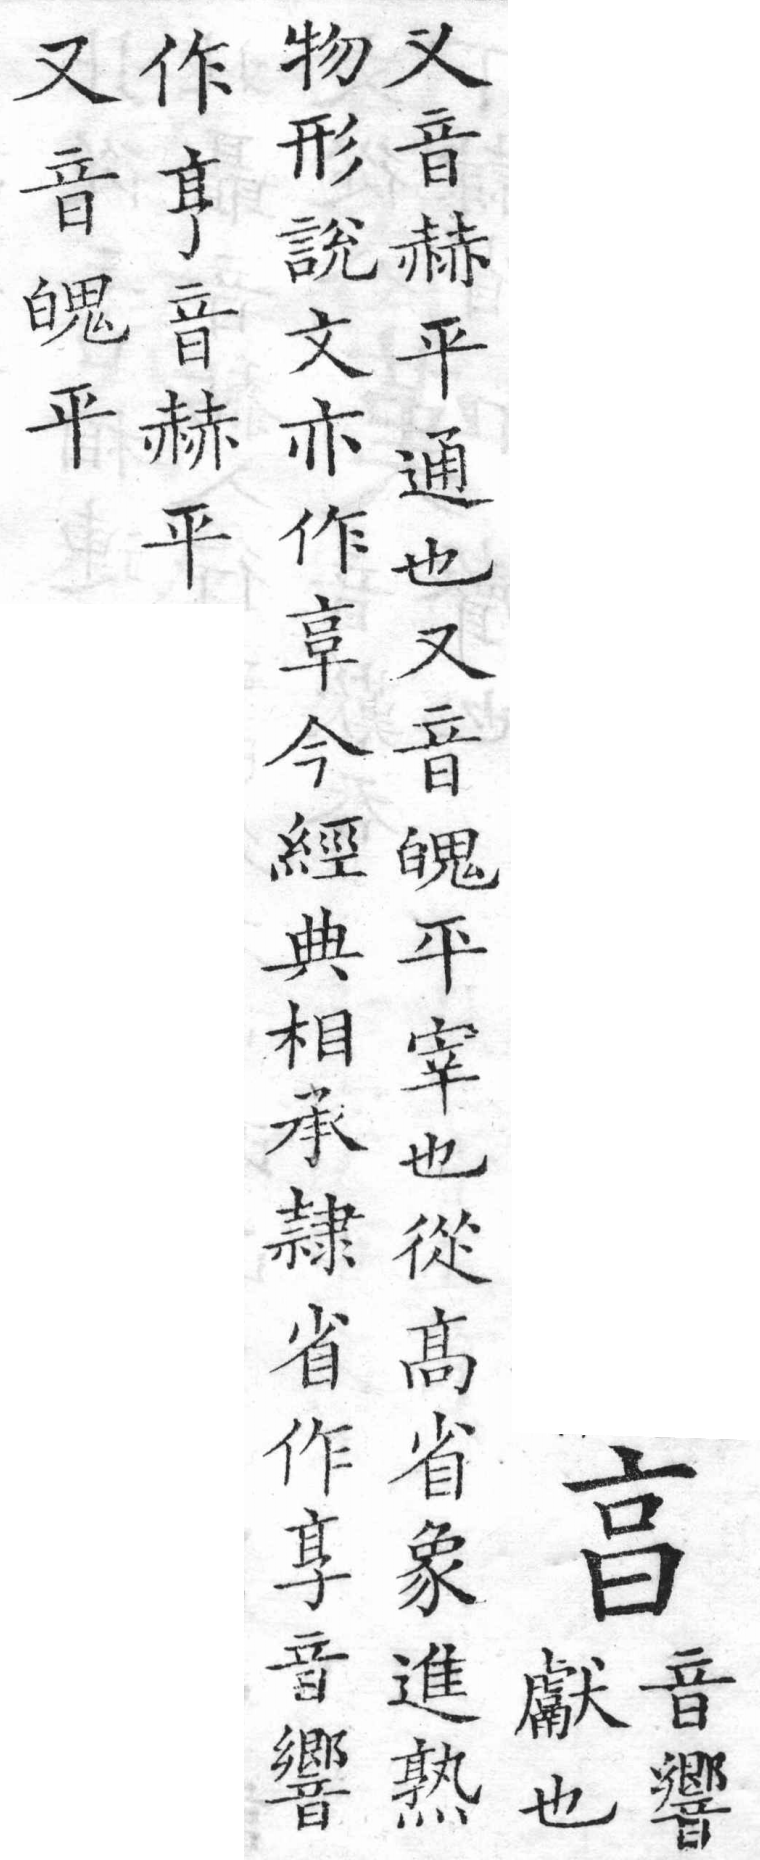 亯
音響
獻也
又音赫平通也又音魄平宰也從髙省象進熟
物形說文亦作今經典相承隸省作享音響
作亨音赫平
又音魄平